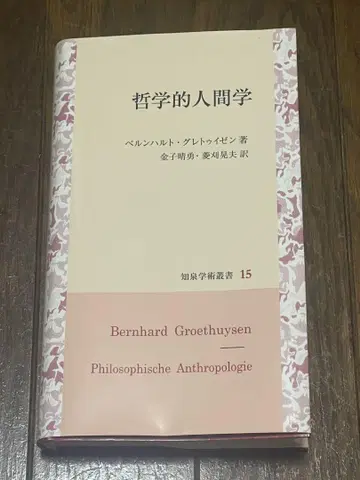 哲学的人間学
ベルンハルト・グレトゥイゼン 著
金子晴勇・菱刈晃夫 訳
知泉学術叢書 15
Bernhard Groethuysen
Philosophische Anthropologie